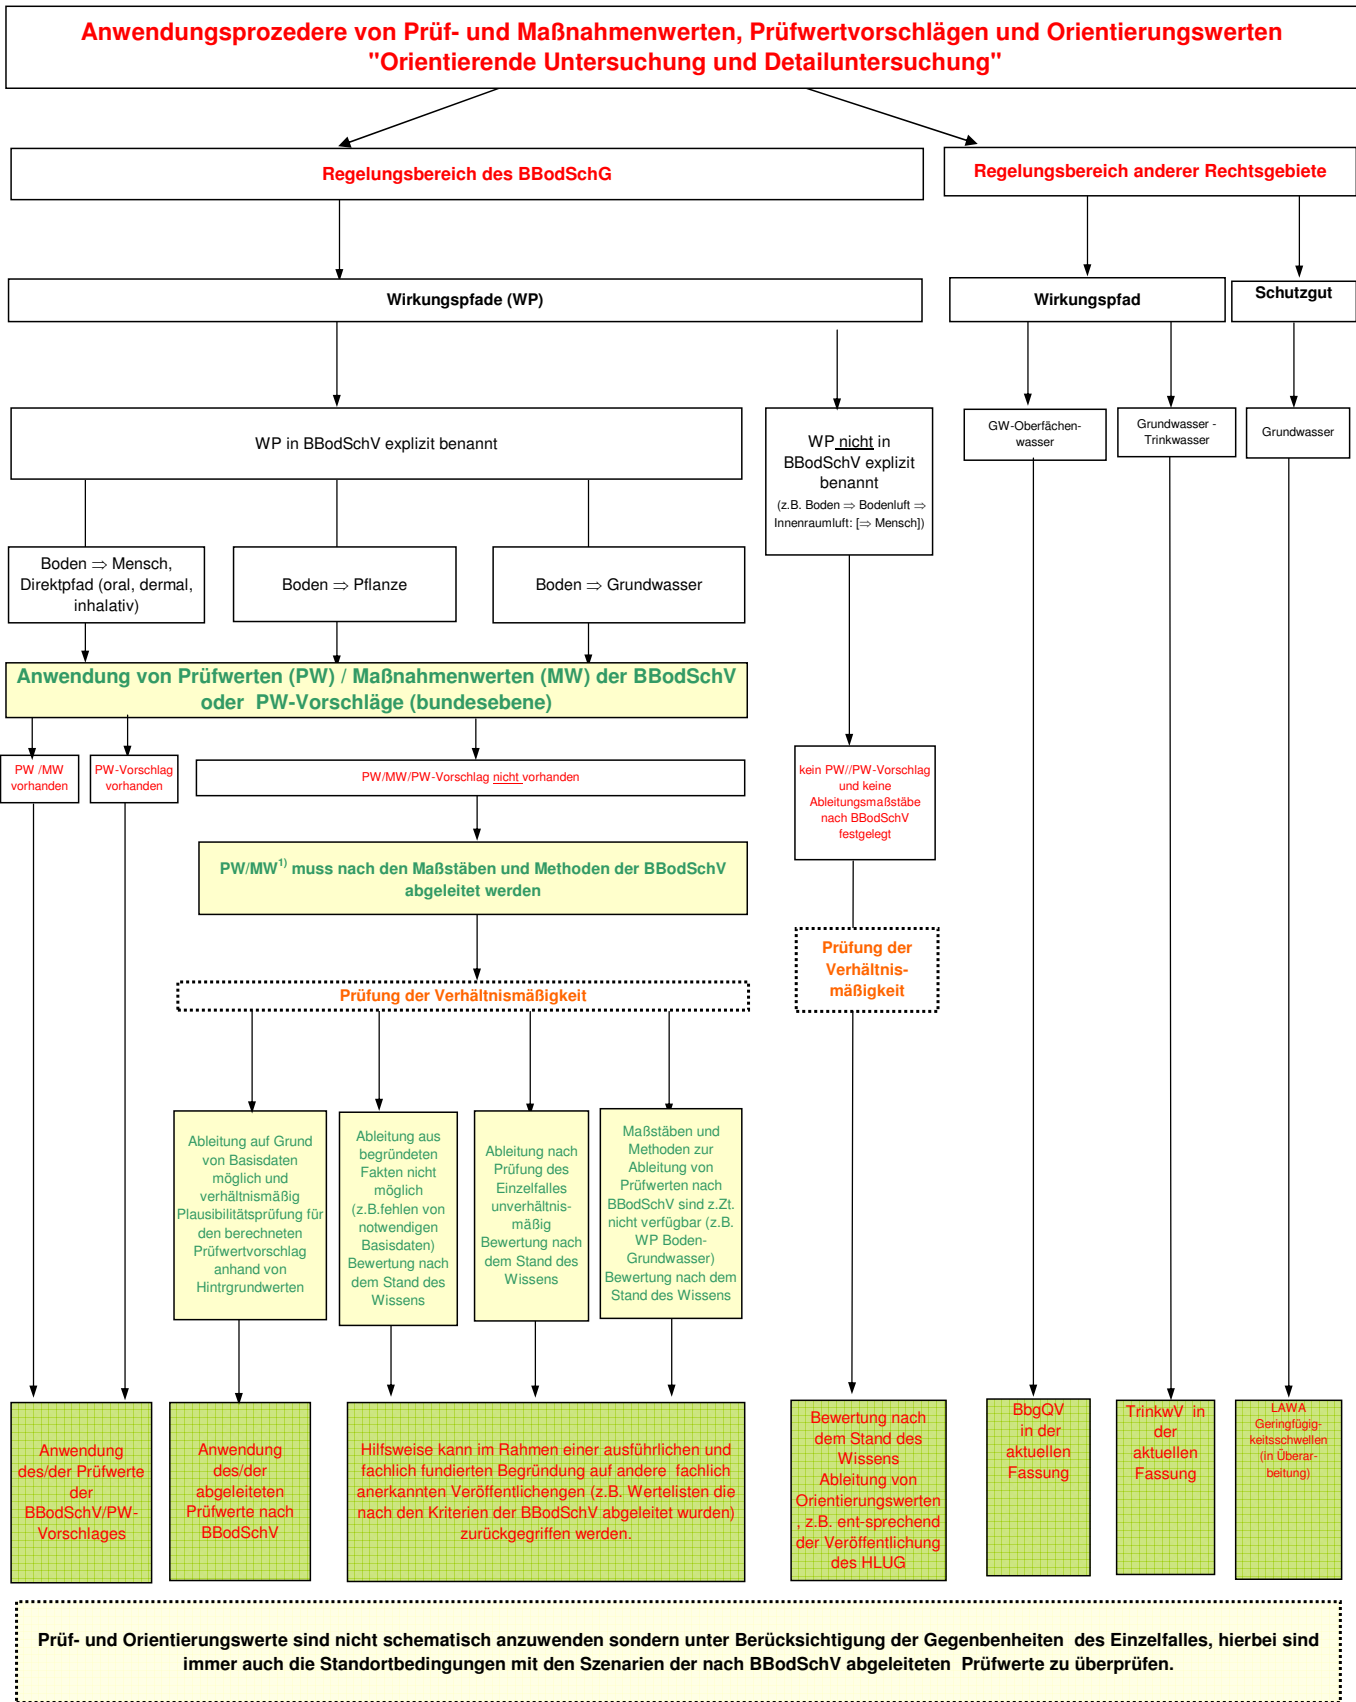 Anwendungsprozedere von Prüf- und Maßnahmenwerten, Prüfwertvorschlägen und Orientierungswerten
"Orientierende Untersuchung und Detailuntersuchung"
Regelungsbereich des BBodSchG
Regelungsbereich anderer Rechtsgebiete
Wirkungspfade (WP)
Wirkungspfad
Schutzgut
WP in BBodSchV explizit benannt
WP nicht in
BBodSchV explizit
benannt
(z.B. Boden ⇒ Bodenluft ⇒
Innenraumluft: [⇒ Mensch])
GW-Oberfächen-
wasser
Grundwasser -
Trinkwasser
Grundwasser
Boden ⇒ Mensch,
Direktpfad (oral, dermal,
inhalativ)
Boden ⇒ Pflanze
Boden ⇒ Grundwasser
Anwendung von Prüfwerten (PW) / Maßnahmenwerten (MW) der BBodSchV
oder PW-Vorschläge (bundesebene)
PW /MW
vorhanden
PW-Vorschlag
vorhanden
PW/MW/PW-Vorschlag nicht vorhanden
kein PW//PW-Vorschlag
und keine
Ableitungsmaßstäbe
nach BBodSchV
festgelegt
PW/MW1) muss nach den Maßstäben und Methoden der BBodSchV
abgeleitet werden
Prüfung der
Verhältnis-
mäßigkeit
Prüfung der Verhältnismäßigkeit
Ableitung auf Grund
von Basisdaten
möglich und
verhältnismäßig
Plausibilitätsprüfung für
den berechneten
Prüfwertvorschlag
anhand von
Hintrgrundwerten
Ableitung aus
begründeten
Fakten nicht
möglich
(z.B.fehlen von
notwendigen
Basisdaten)
Bewertung nach
dem Stand des
Wissens
Ableitung nach
Prüfung des
Einzelfalles
unverhältnis-
mäßig
Bewertung nach
dem Stand des
Wissens
Maßstäben und
Methoden zur
Ableitung von
Prüfwerten nach
BBodSchV sind z.Zt.
nicht verfügbar (z.B.
WP Boden-
Grundwasser)
Bewertung nach dem
Stand des Wissens
Anwendung
des/der Prüfwerte
der
BBodSchV/PW-
Vorschlages
Anwendung
des/der
abgeleiteten
Prüfwerte nach
BBodSchV
Hilfsweise kann im Rahmen einer ausführlichen und
fachlich fundierten Begründung auf andere fachlich
anerkannten Veröffentlichengen (z.B. Wertelisten die
nach den Kriterien der BBodSchV abgeleitet wurden)
zurückgegriffen werden.
Bewertung nach
dem Stand des
Wissens
Ableitung von
Orientierungswerten
, z.B. ent-sprechend
der Veröffentlichung
des HLUG
BbgQV
in der
aktuellen
Fassung
TrinkwV in
der
aktuellen
Fassung
LAWA
Geringfügig-
keitsschwellen
(in Überar-
beitung)
Prüf- und Orientierungswerte sind nicht schematisch anzuwenden sondern unter Berücksichtigung der Gegenbenheiten des Einzelfalles, hierbei sind
immer auch die Standortbedingungen mit den Szenarien der nach BBodSchV abgeleiteten Prüfwerte zu überprüfen.